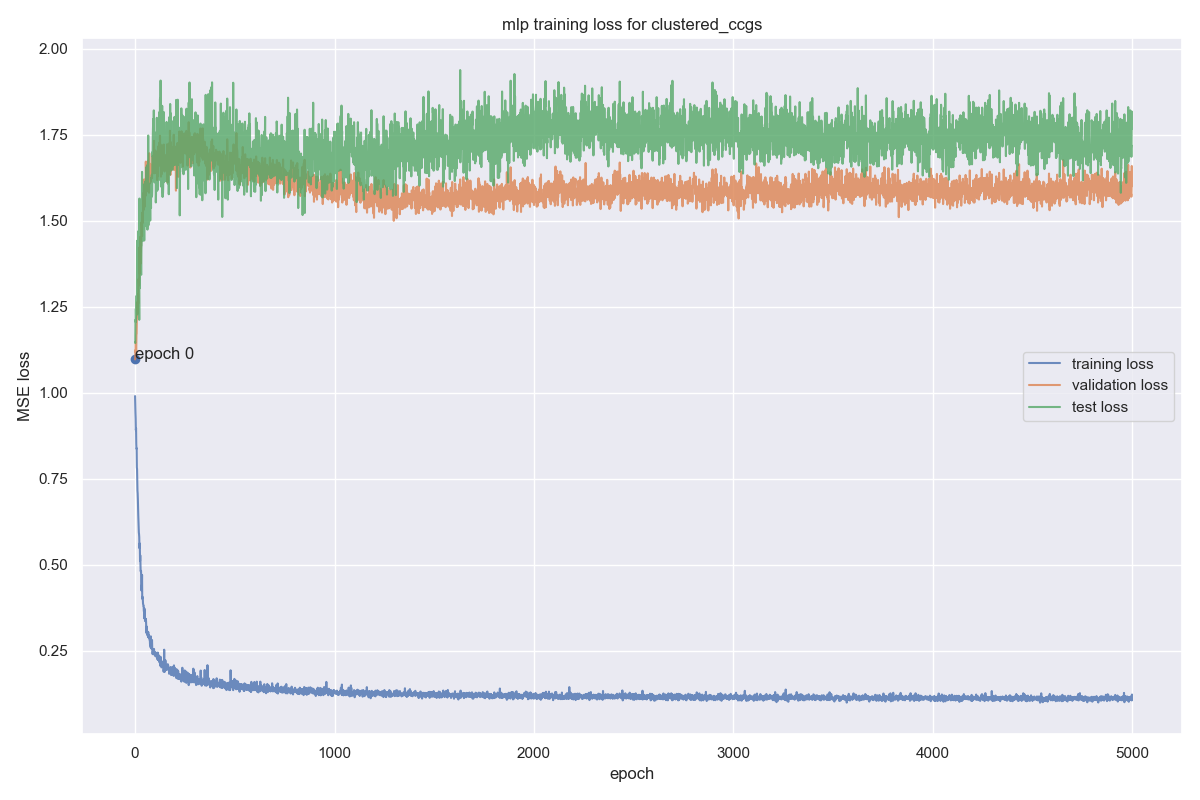 mlp training loss for clustered_ccgs
2.00
1.75
1.50
1.25
1.00
0.75
0.50
0.25
MSE loss
epoch 0
training loss
validation loss
test loss
0
1000
2000
3000
4000
5000
epoch